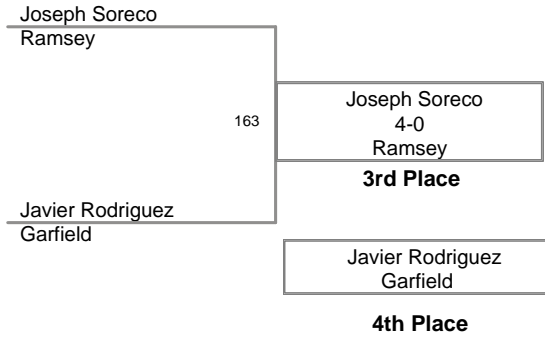 Joseph Soreco
Ramsey
163
Joseph Soreco
4-0
Ramsey
3rd Place
Javier Rodriguez
Garfield
Javier Rodriguez
Garfield
4th Place